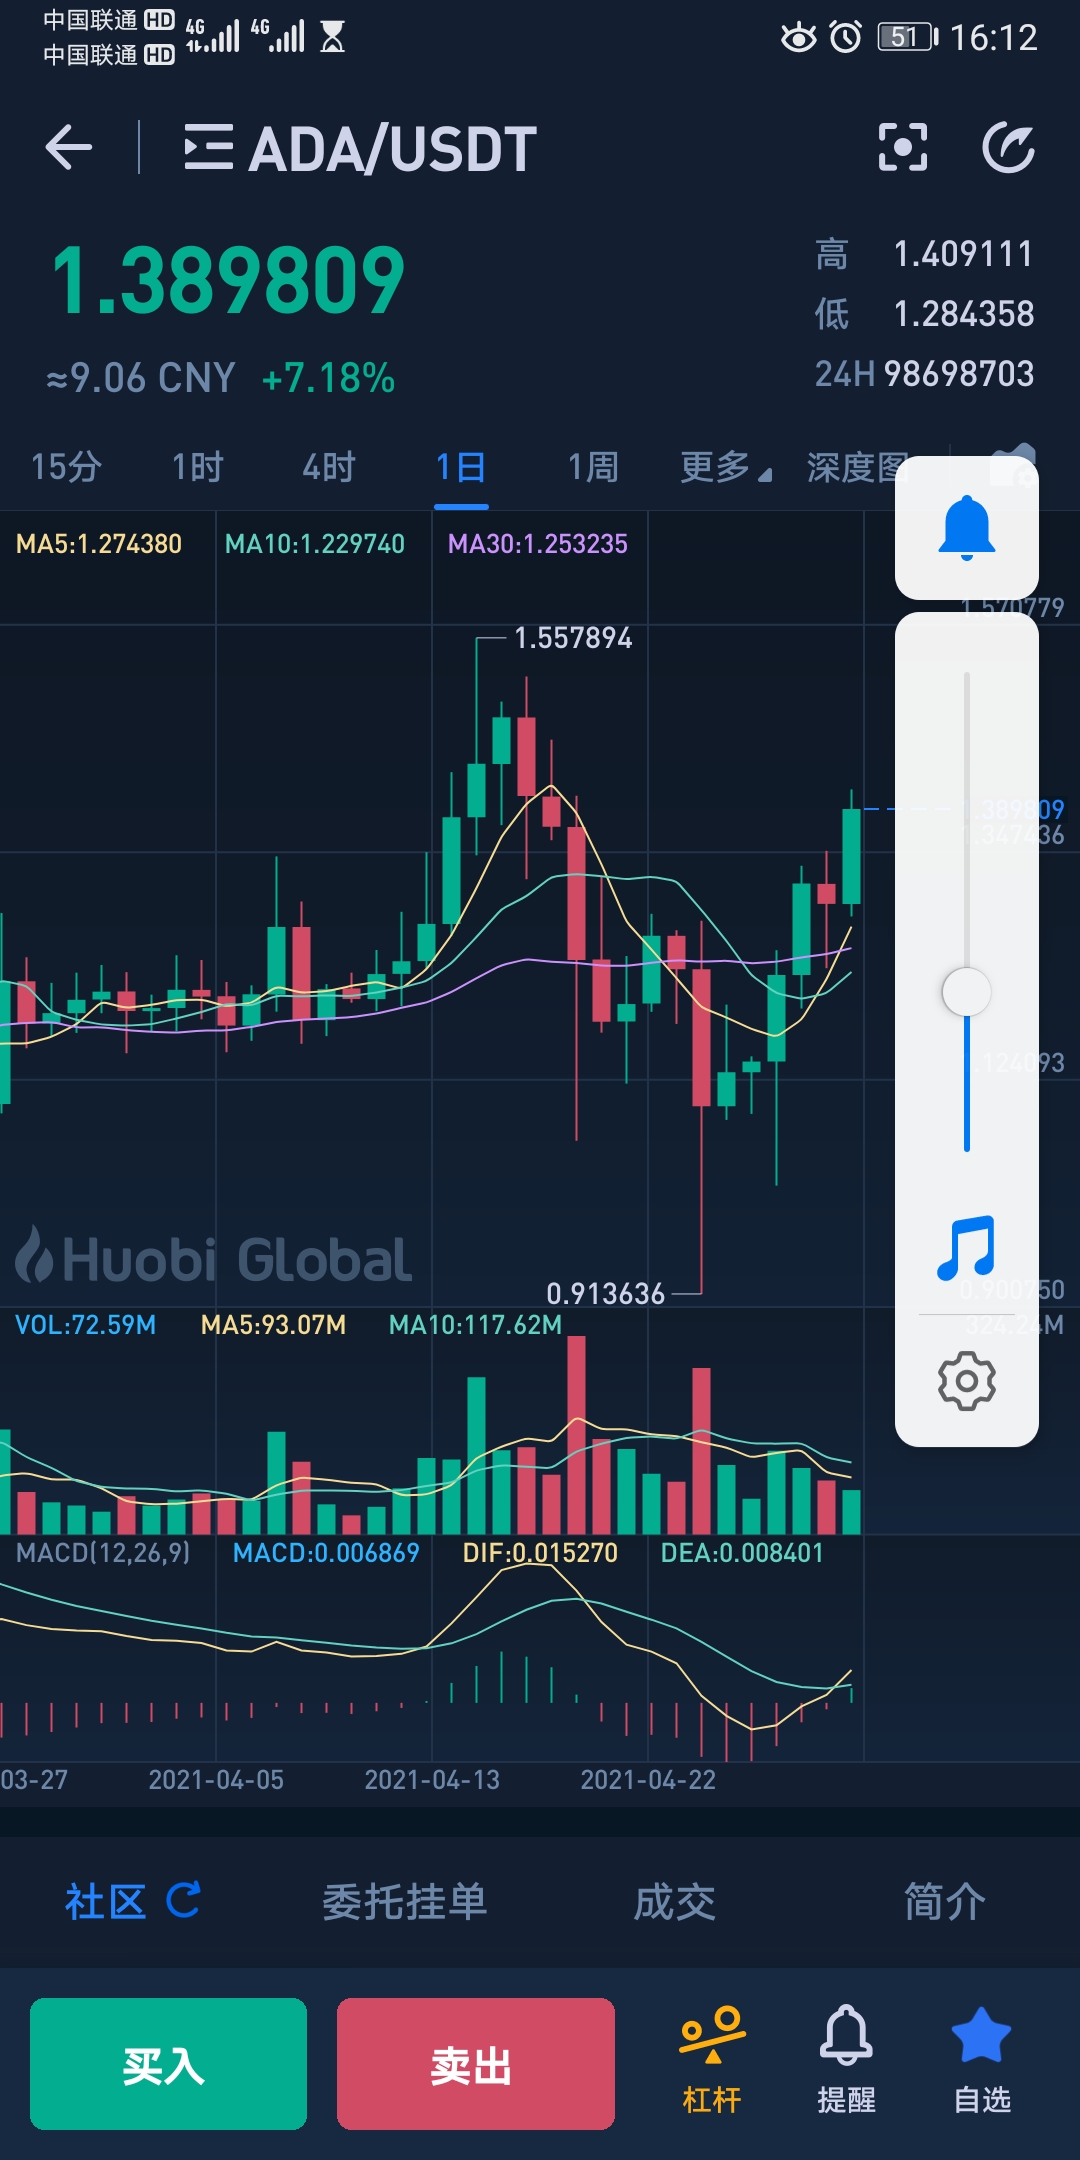 中国联通 HD 4G 4G
中国联通 HD
51 16:12
ADA/USDT
1.389809
高 1.409111
低 1.284358
≈9.06 CNY +7.18%
24H 98698703
15分 1时 4时 1日 1周 更多 深度图
MA5:1.274380 MA10:1.229740 MA30:1.253235
1.570779
1.557894
1.389809
1.347436
1.124093
Huobi Global
0.913636
0.900750
VOL:72.59M MA5:93.07M MA10:117.62M
324.24M
MACD(12,26,9) MACD:0.006869 DIF:0.015270 DEA:0.008401
03-27 2021-04-05 2021-04-13 2021-04-22
社区 委托挂单 成交 简介
买入 卖出 杠杆 提醒 自选